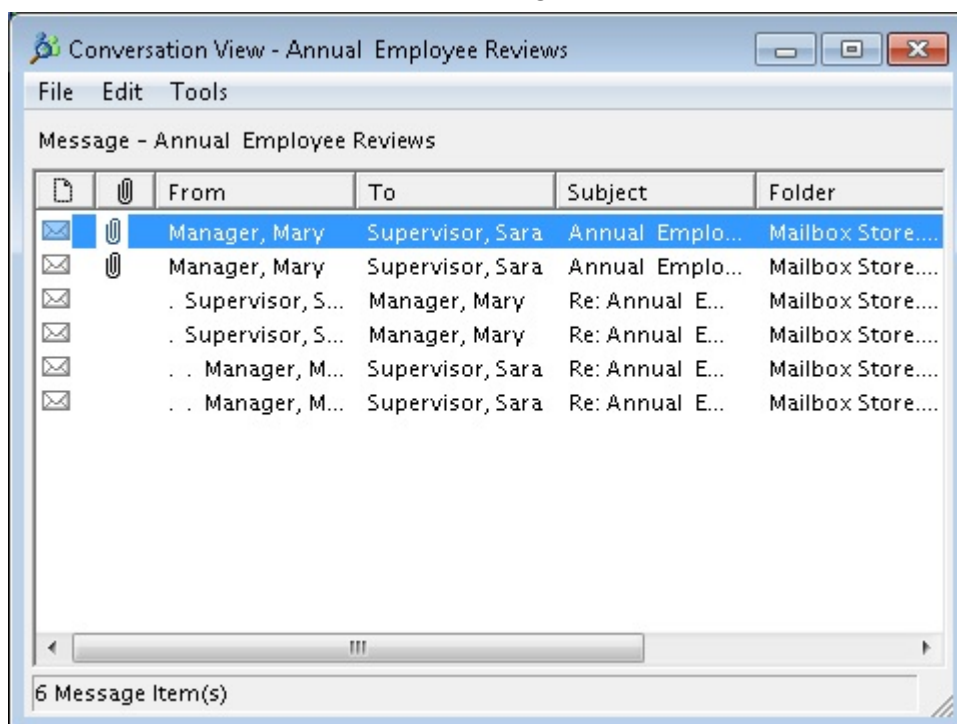 Conversation View - Annual Employee Reviews
File Edit Tools
Message - Annual Employee Reviews
From To Subject Folder
Manager, Mary Supervisor, Sara Annual Emplo... Mailbox Store....
Manager, Mary Supervisor, Sara Annual Emplo... Mailbox Store....
. Supervisor, S... Manager, Mary Re: Annual E... Mailbox Store....
. Supervisor, S... Manager, Mary Re: Annual E... Mailbox Store....
. . Manager, M... Supervisor, Sara Re: Annual E... Mailbox Store....
. . Manager, M... Supervisor, Sara Re: Annual E... Mailbox Store....
6 Message Item(s)